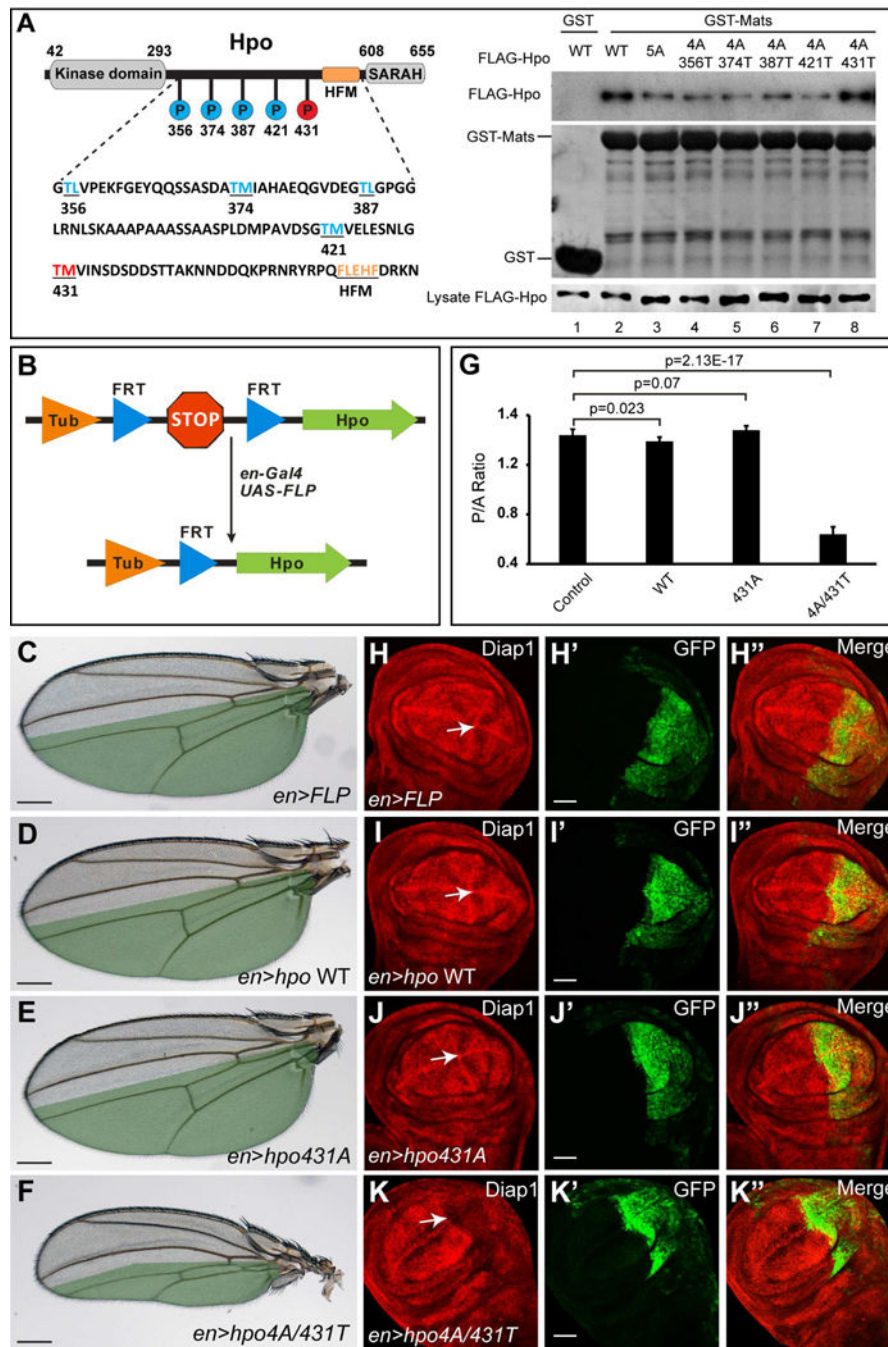 A
42 293 Hpo 608 655
Kinase domain SARAH
HFM
P P P P P
356 374 387 421 431
GTLVPEKFGEYQQSSASDATMIAHAEQGVDEGTLGPGG
356 374 387
LRNLSKAAAPAAASSAASPLDMPAVDSGTMVELESNLG
421
TMVINSDSDDSTTAKNNDDQKPRNRYRPQFLEHFDRKN
431 HFM
GST GST-Mats
FLAG-Hpo WT WT 5A 4A 356T 4A 374T 4A 387T 4A 421T 4A 431T
FLAG-Hpo
GST-Mats
GST
Lysate FLAG-Hpo
1 2 3 4 5 6 7 8
B
FRT FRT
Tub STOP Hpo
en-Gal4
UAS-FLP
FRT
Tub Hpo
G
p=2.13E-17
p=0.07
p=0.023
P/A Ratio
1.4
1.2
0.8
0.4
Control WT 431A 4A/431T
C
en>FLP
H Diap1
en>FLP
H' GFP
H" Merge
D
en>hpo WT
I Diap1
en>hpo WT
I' GFP
I" Merge
E
en>hpo431A
J Diap1
en>hpo431A
J' GFP
J" Merge
F
en>hpo4A/431T
K Diap1
en>hpo4A/431T
K' GFP
K" Merge